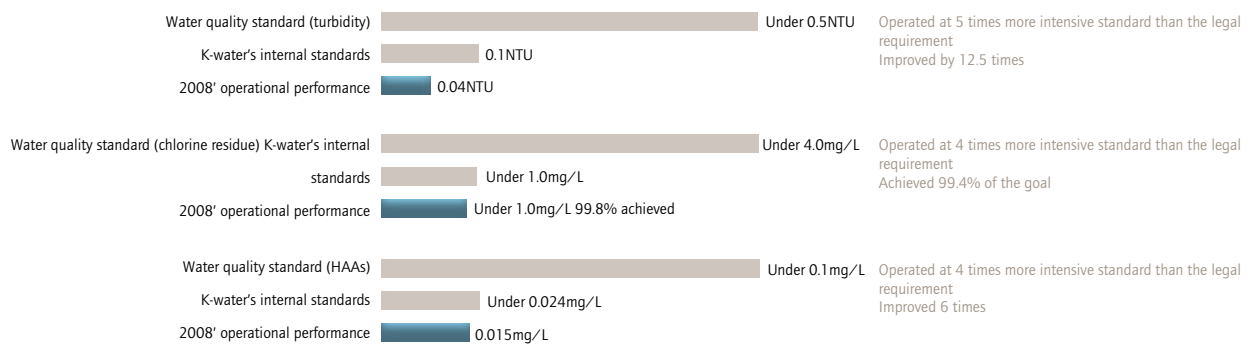 Water quality standard (turbidity) Under 0.5NTU Operated at 5 times more intensive standard than the legal
requirement
K-water's internal standards 0.1NTU Improved by 12.5 times
2008' operational performance 0.04NTU
Water quality standard (chlorine residue) K-water's internal Under 4.0mg/L Operated at 4 times more intensive standard than the legal
requirement
standards Under 1.0mg/L Achieved 99.4% of the goal
2008' operational performance Under 1.0mg/L 99.8% achieved
Water quality standard (HAAs) Under 0.1mg/L Operated at 4 times more intensive standard than the legal
requirement
K-water's internal standards Under 0.024mg/L Improved 6 times
2008' operational performance 0.015mg/L